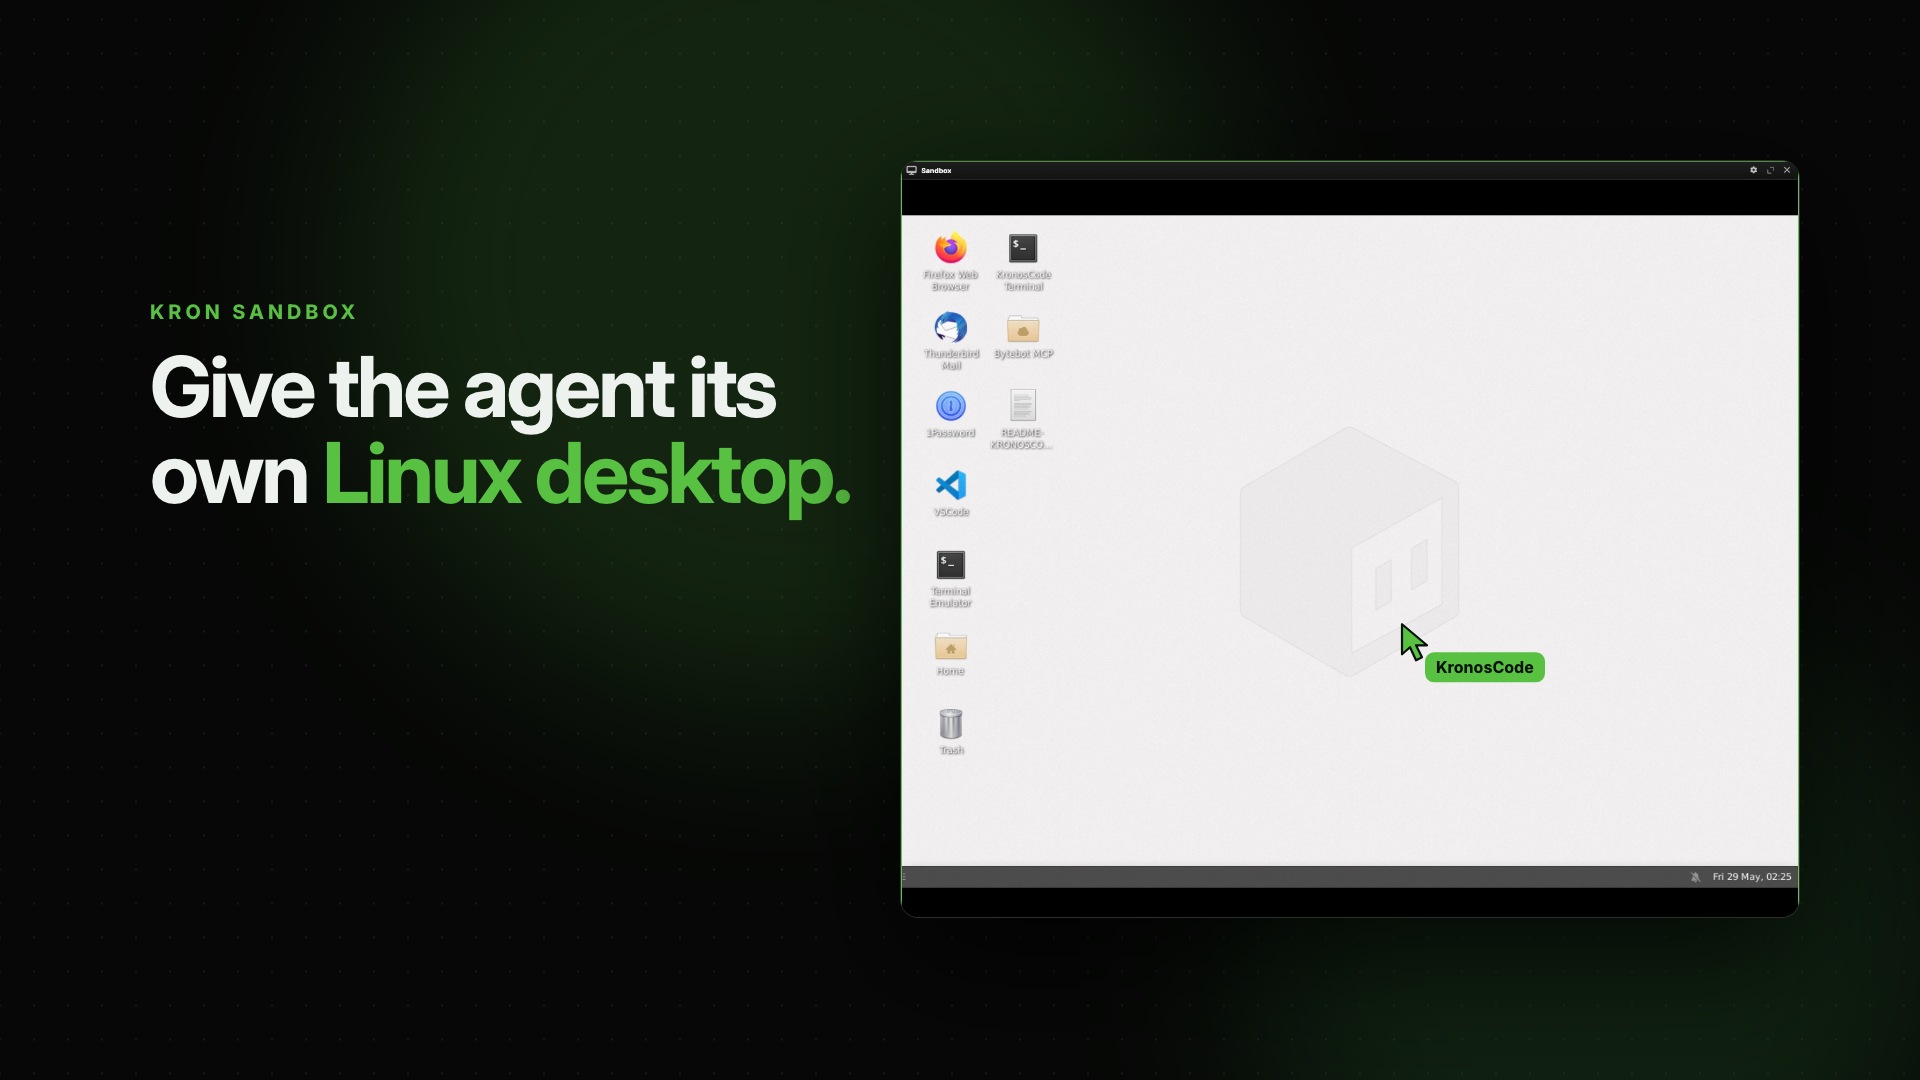 KRON SANDBOX
Give the agent its
own Linux desktop.
Sandbox
Firefox Web
Browser
KronosCode
Terminal
$_
Thunderbird
Mail
Bytebot MCP
1Password
README-
KRONOSCO...
VSCode
$_
Terminal
Emulator
Home
Trash
KronosCode
Fri 29 May, 02:25